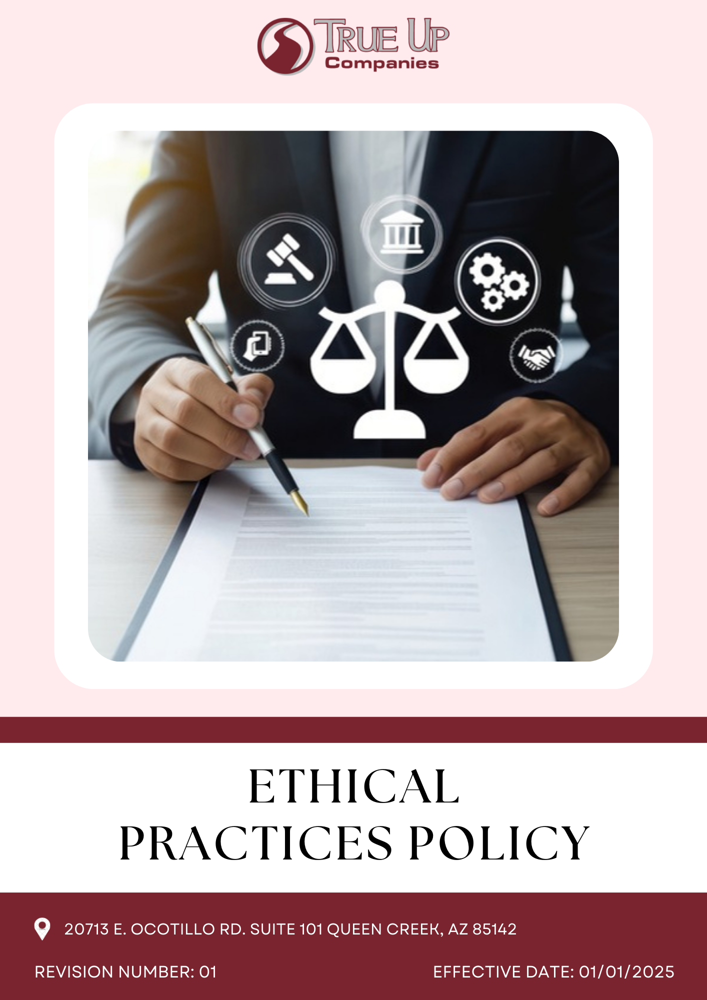 TRUE UP
Companies
ETHICAL
PRACTICES POLICY
20713 E. OCOTILLO RD. SUITE 101 QUEEN CREEK, AZ 85142
REVISION NUMBER: 01
EFFECTIVE DATE: 01/01/2025